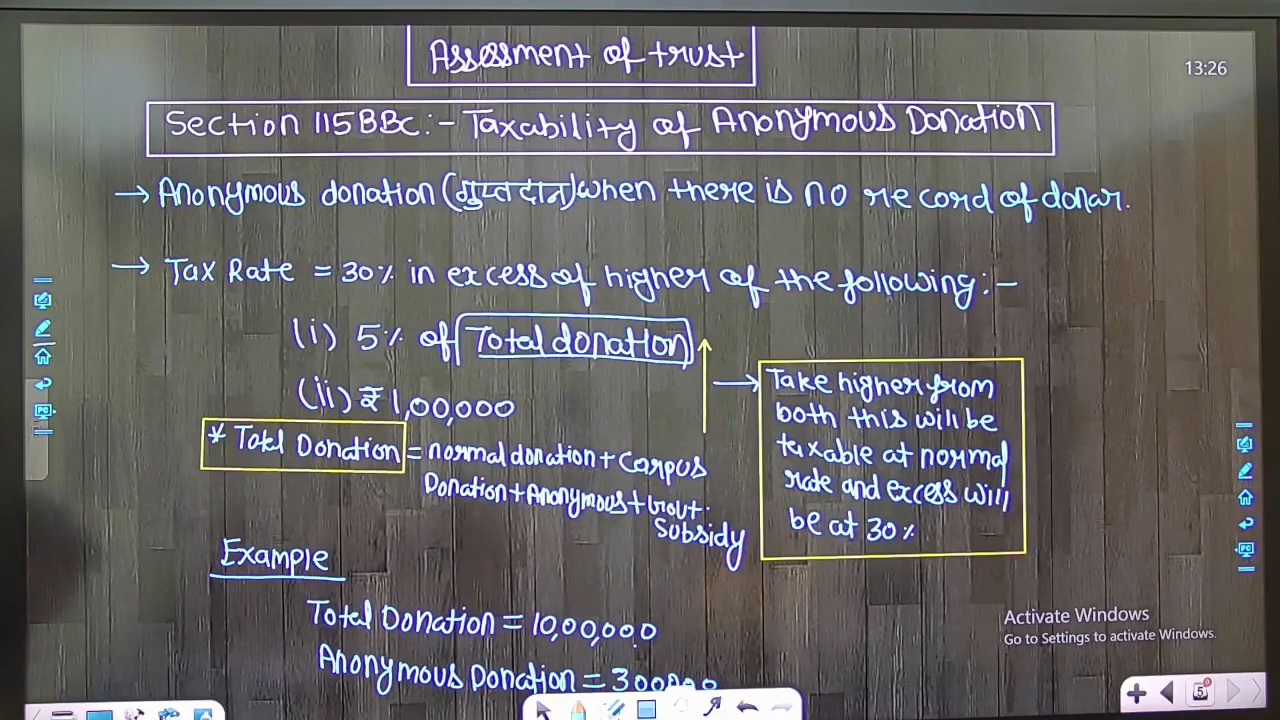 Assessment of trust
13:26
Section 115BBC:- Taxability of Anonymous Donation
→ Anonymous donation (गुप्त दान) when there is no record of donar.
→ Tax Rate = 30% in excess of higher of the following:-
(i) 5% of Total donation
(ii) ₹ 1,00,000
→ Take higher from
both this will be
taxable at normal
rate and excess will
be at 30%
* Total Donation = normal donation + Corpus
Donation + Anonymous + Govt.
Subsidy
Example
Total Donation = 10,00,000
Anonymous Donation = 300000
Activate Windows
Go to Settings to activate Windows.
5